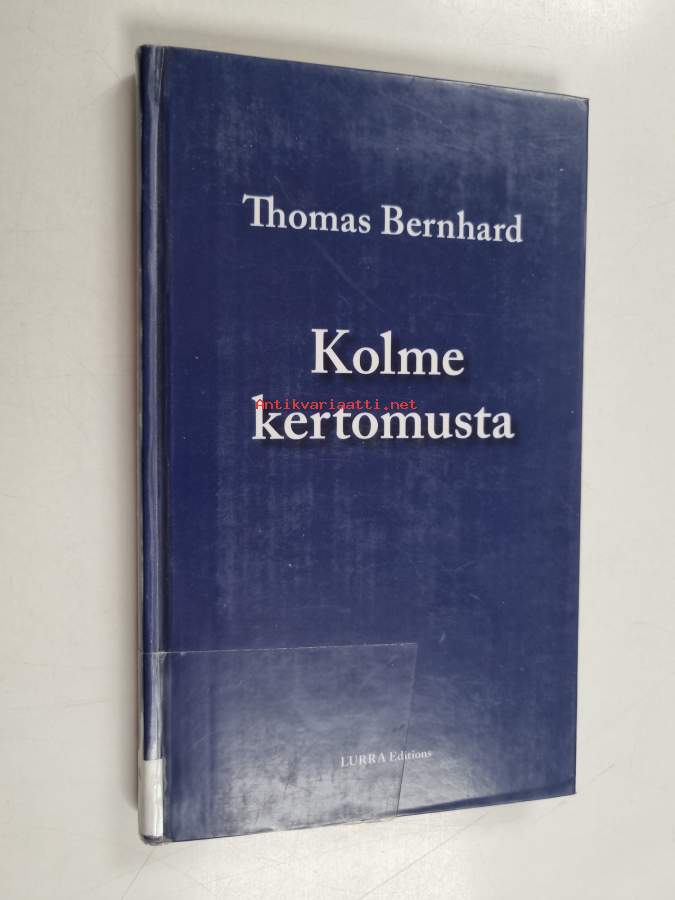 Thomas Bernhard
Kolme
Antikvariaatti.net
kertomusta
LURRA Editions